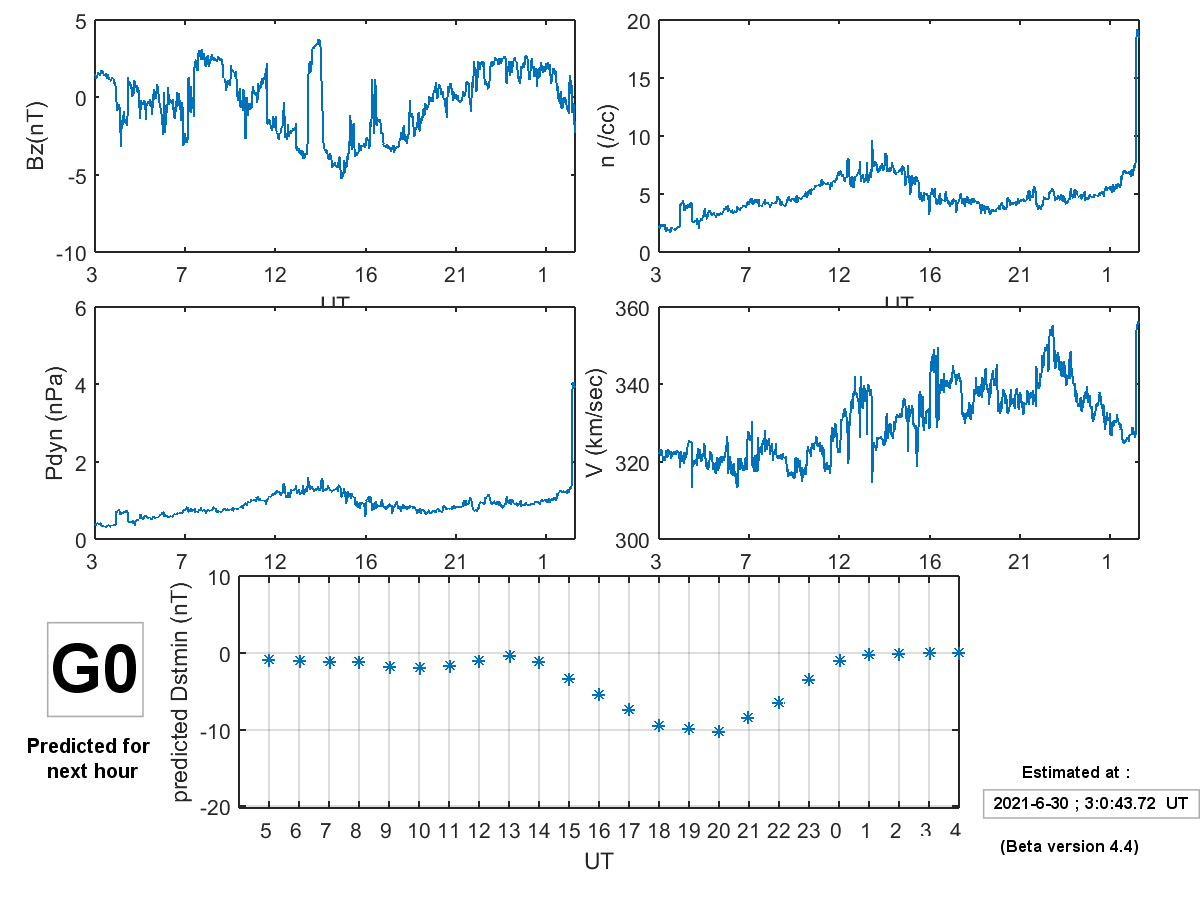 5
0
-5
-10
Bz(nT)
3 7 12 16 21 1
UT
20
15
10
5
0
n (/cc)
3 7 12 16 21 1
UT
6
4
2
0
Pdyn (nPa)
3 7 12 16 21 1
360
340
320
300
V (km/sec)
3 7 12 16 21 1
10
0
-10
-20
predicted Dstmin (nT)
5 6 7 8 9 10 11 12 13 14 15 16 17 18 19 20 21 22 23 0 1 2 3 4
UT
G0
Predicted for
next hour
Estimated at :
2021-6-30 ; 3:0:43.72 UT
(Beta version 4.4)